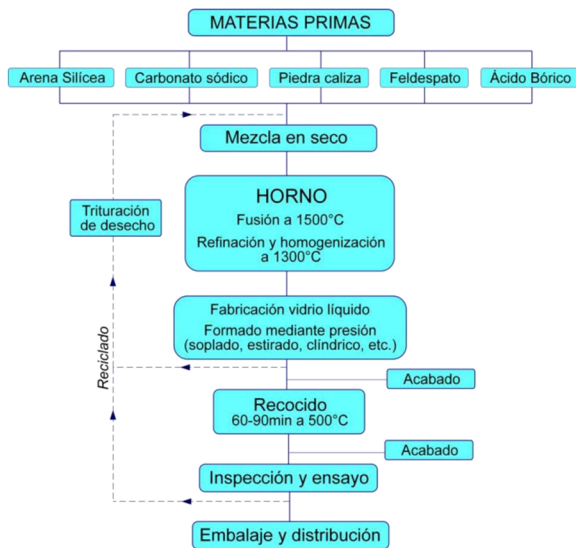 MATERIAS PRIMAS
Arena Silícea
Carbonato sódico
Piedra caliza
Feldespato
Ácido Bórico
Mezcla en seco
HORNO
Fusión a 1500°C
Refinación y homogenización
a 1300°C
Trituración
de desecho
Fabricación vidrio líquido
Formado mediante presión
(soplado, estirado, clíndrico, etc.)
Reciclado
Acabado
Recocido
60-90min a 500°C
Acabado
Inspección y ensayo
Embalaje y distribución